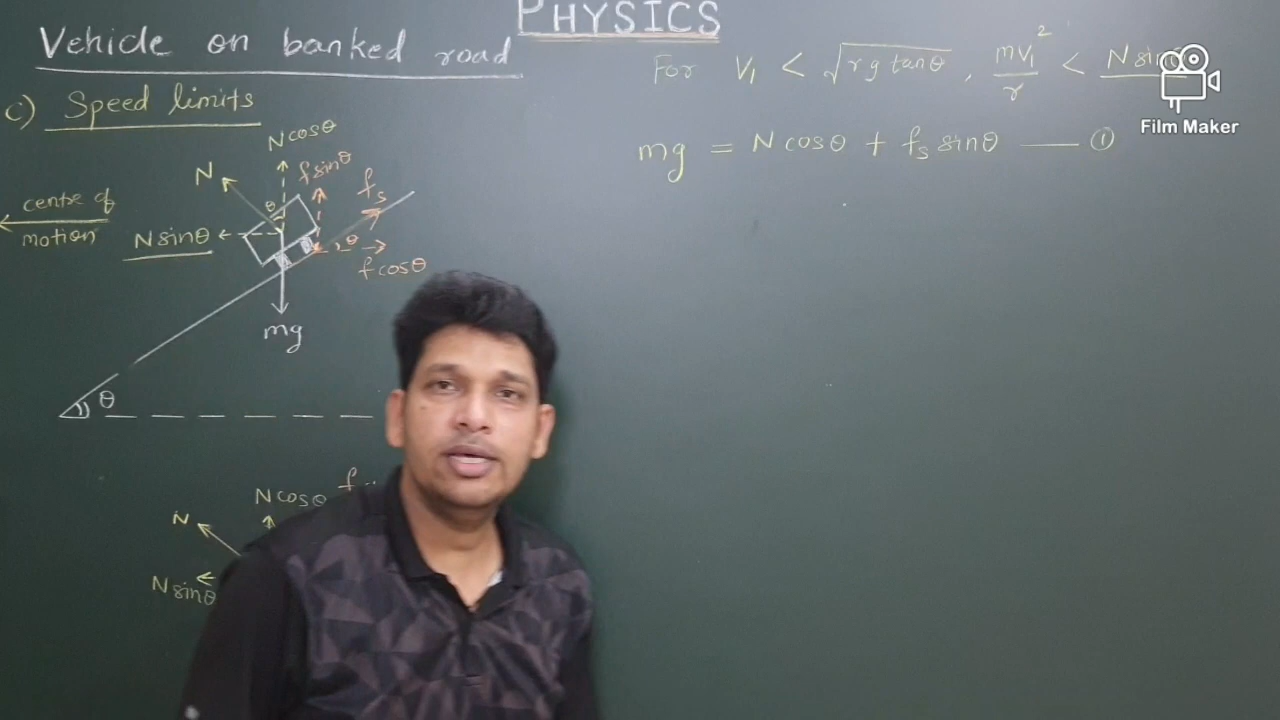 PHYSICS
Vehicle on banked road
c) Speed limits
For V₁ < √rg tanθ , mv₁²/r < N sin
Film Maker
mg = N cosθ + fₛ sinθ —— ①
N cosθ
N
f sinθ
fₛ
θ
centre of
motion
N sinθ
θ
f cosθ
mg
θ
N cosθ
f
N
N sinθ